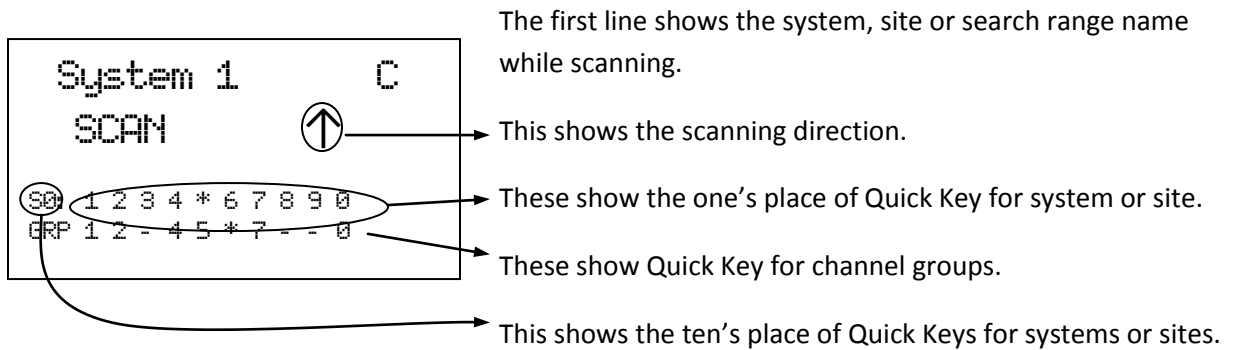 The first line shows the system, site or search range name
while scanning.
System 1 C
SCAN ↑
This shows the scanning direction.
S0: 1 2 3 4 * 6 7 8 9 0
These show the one’s place of Quick Key for system or site.
GRP 1 2 - 4 5 * 7 - - 0
These show Quick Key for channel groups.
This shows the ten’s place of Quick Keys for systems or sites.